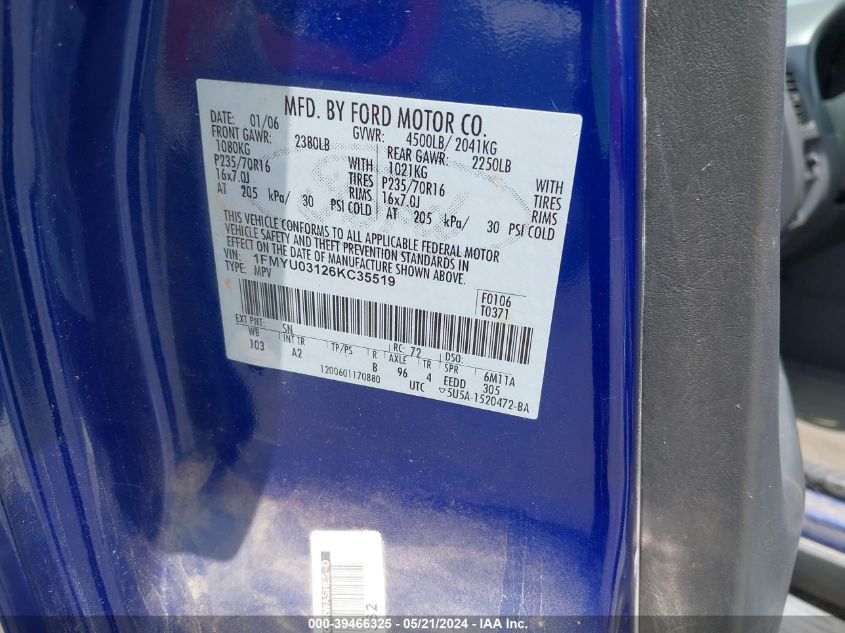 MFD. BY FORD MOTOR CO.
DATE: 01/06 GVWR: 4500LB/ 2041KG
FRONT GAWR: 2380LB REAR GAWR: 2250LB
1080KG WITH 1021KG WITH
P235/70R16 TIRES P235/70R16 TIRES
16x7.0J RIMS 16x7.0J RIMS
AT 205 kPa/ 30 PSI COLD AT 205 kPa/ 30 PSI COLD
THIS VEHICLE CONFORMS TO ALL APPLICABLE FEDERAL MOTOR
VEHICLE SAFETY AND THEFT PREVENTION STANDARDS IN
EFFECT ON THE DATE OF MANUFACTURE SHOWN ABOVE.
VIN: 1FMYU03126KC35519
TYPE: MPV
F0106
T0371
EXT PNT: SN RC: 72 DSO:
WB INT TR TP/PS R AXLE TR SPR 6M11A
103 A2 B 96 4 EEDD 305
1200601170880 UTC 5U5A-1520472-BA
000-39466325 - 05/21/2024 - IAA Inc.